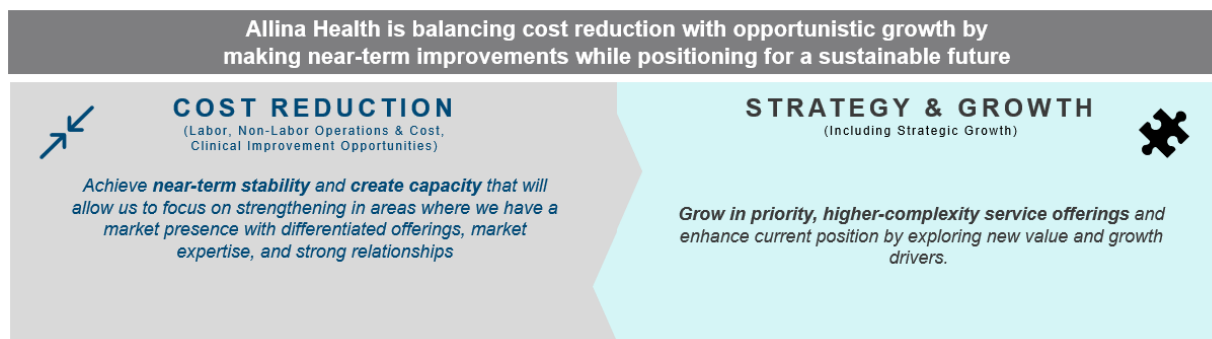 Allina Health is balancing cost reduction with opportunistic growth by
making near-term improvements while positioning for a sustainable future
COST REDUCTION
(Labor, Non-Labor Operations & Cost,
Clinical Improvement Opportunities)
Achieve near-term stability and create capacity that will
allow us to focus on strengthening in areas where we have a
market presence with differentiated offerings, market
expertise, and strong relationships
STRATEGY & GROWTH
(Including Strategic Growth)
Grow in priority, higher-complexity service offerings and
enhance current position by exploring new value and growth
drivers.